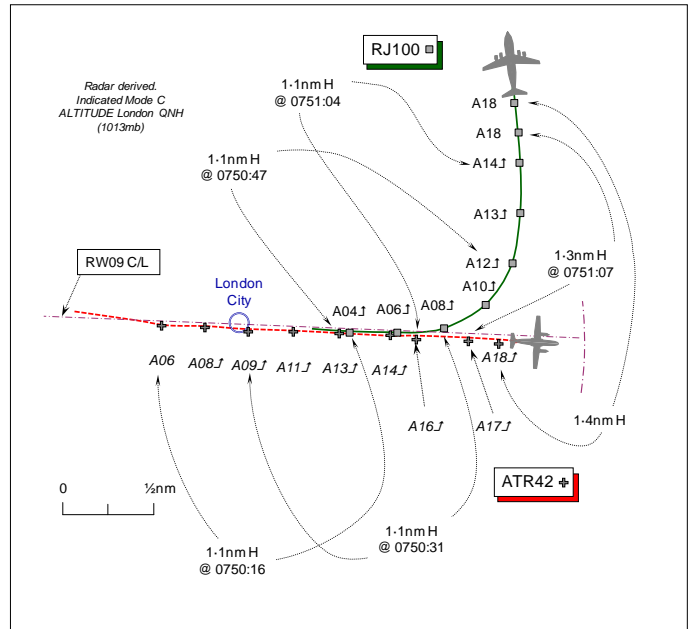 RJ100
Radar derived.
Indicated Mode C
ALTITUDE London QNH
(1013mb)
1·1nm H
@ 0751:04
A18
A18
A14⤴
1·1nm H
@ 0750:47
A13⤴
A12⤴
1·3nm H
@ 0751:07
RW09 C/L
London
City
A10⤴
A04⤴
A06⤴
A08⤴
A06
A08⤴
A09⤴
A11⤴
A13⤴
A14⤴
A18⤴
A16⤴
A17⤴
1·4nm H
ATR42
0
½nm
1·1nm H
@ 0750:31
1·1nm H
@ 0750:16